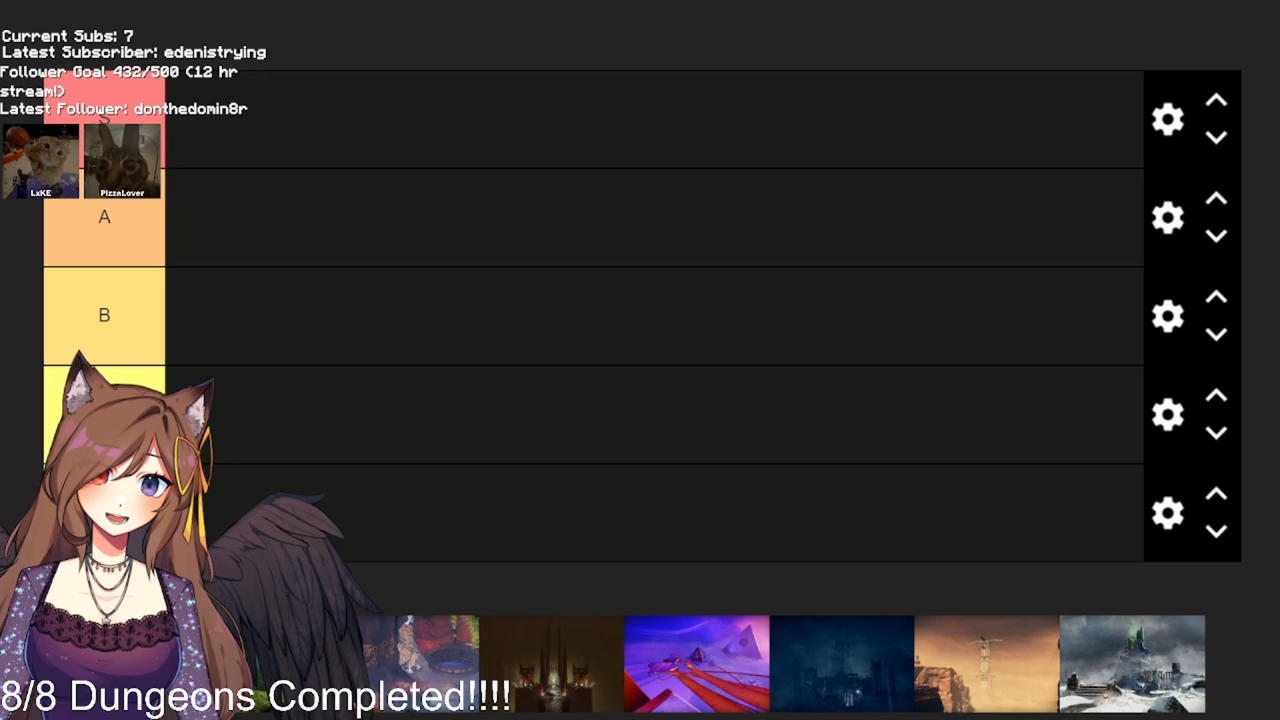 Current Subs: 7
Latest Subscriber: edenistrying
Follower Goal 432/500 (12 hr
stream!)
Latest Follower: donthedomin8r
S
LxKE
PizzaLover
A
B
8/8 Dungeons Completed!!!!